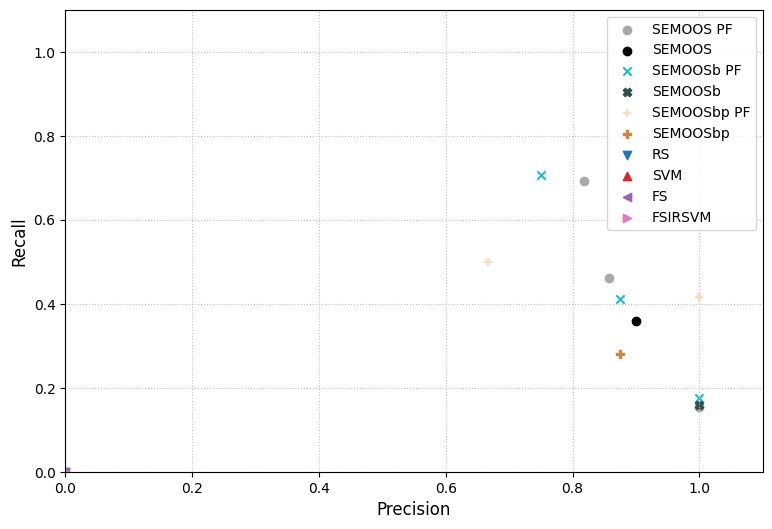 SEMOOS PF
SEMOOS
SEMOOSb PF
SEMOOSb
SEMOOSbp PF
SEMOOSbp
RS
SVM
FS
FSIRSVM
Recall
1.0
0.8
0.6
0.4
0.2
0.0
0.0 0.2 0.4 0.6 0.8 1.0
Precision